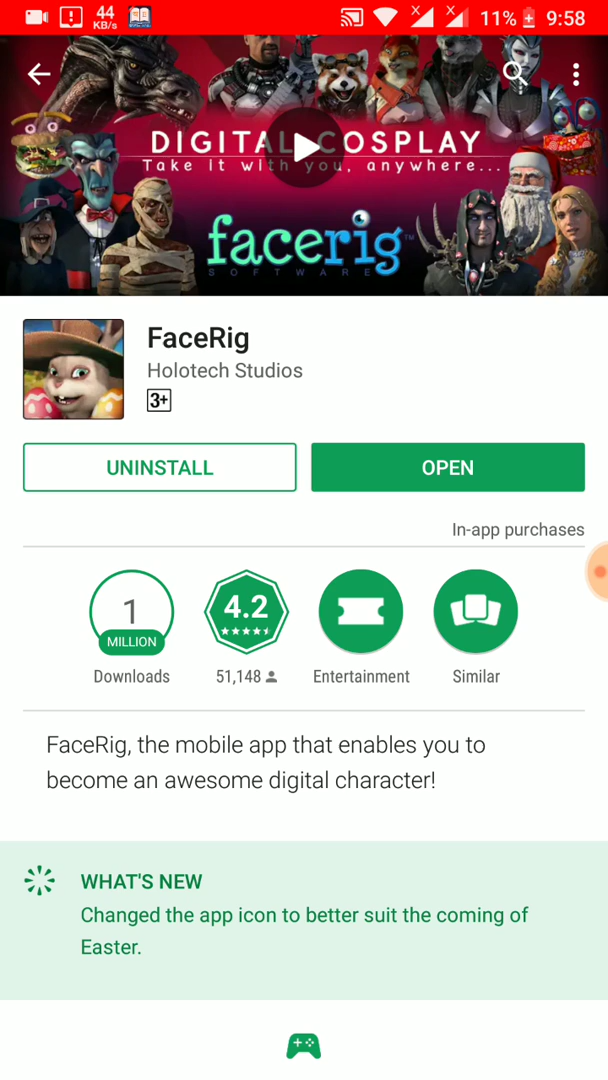 44
KB/s
X
X
11%
9:58
DIGITAL COSPLAY
Take it with you, anywhere...
facerig™
SOFTWARE
FaceRig
Holotech Studios
3+
UNINSTALL
OPEN
In-app purchases
1
MILLION
4.2
Downloads
51,148
Entertainment
Similar
FaceRig, the mobile app that enables you to
become an awesome digital character!
WHAT'S NEW
Changed the app icon to better suit the coming of
Easter.